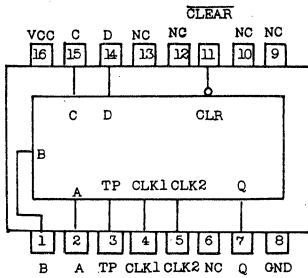 CLEAR
VCC C D NC NC NC NC
16 15 14 13 12 11 10 9
C D CLR
B
A TP CLK1 CLK2 Q
1 2 3 4 5 6 7 8
B A TP CLK1 CLK2 NC Q GND